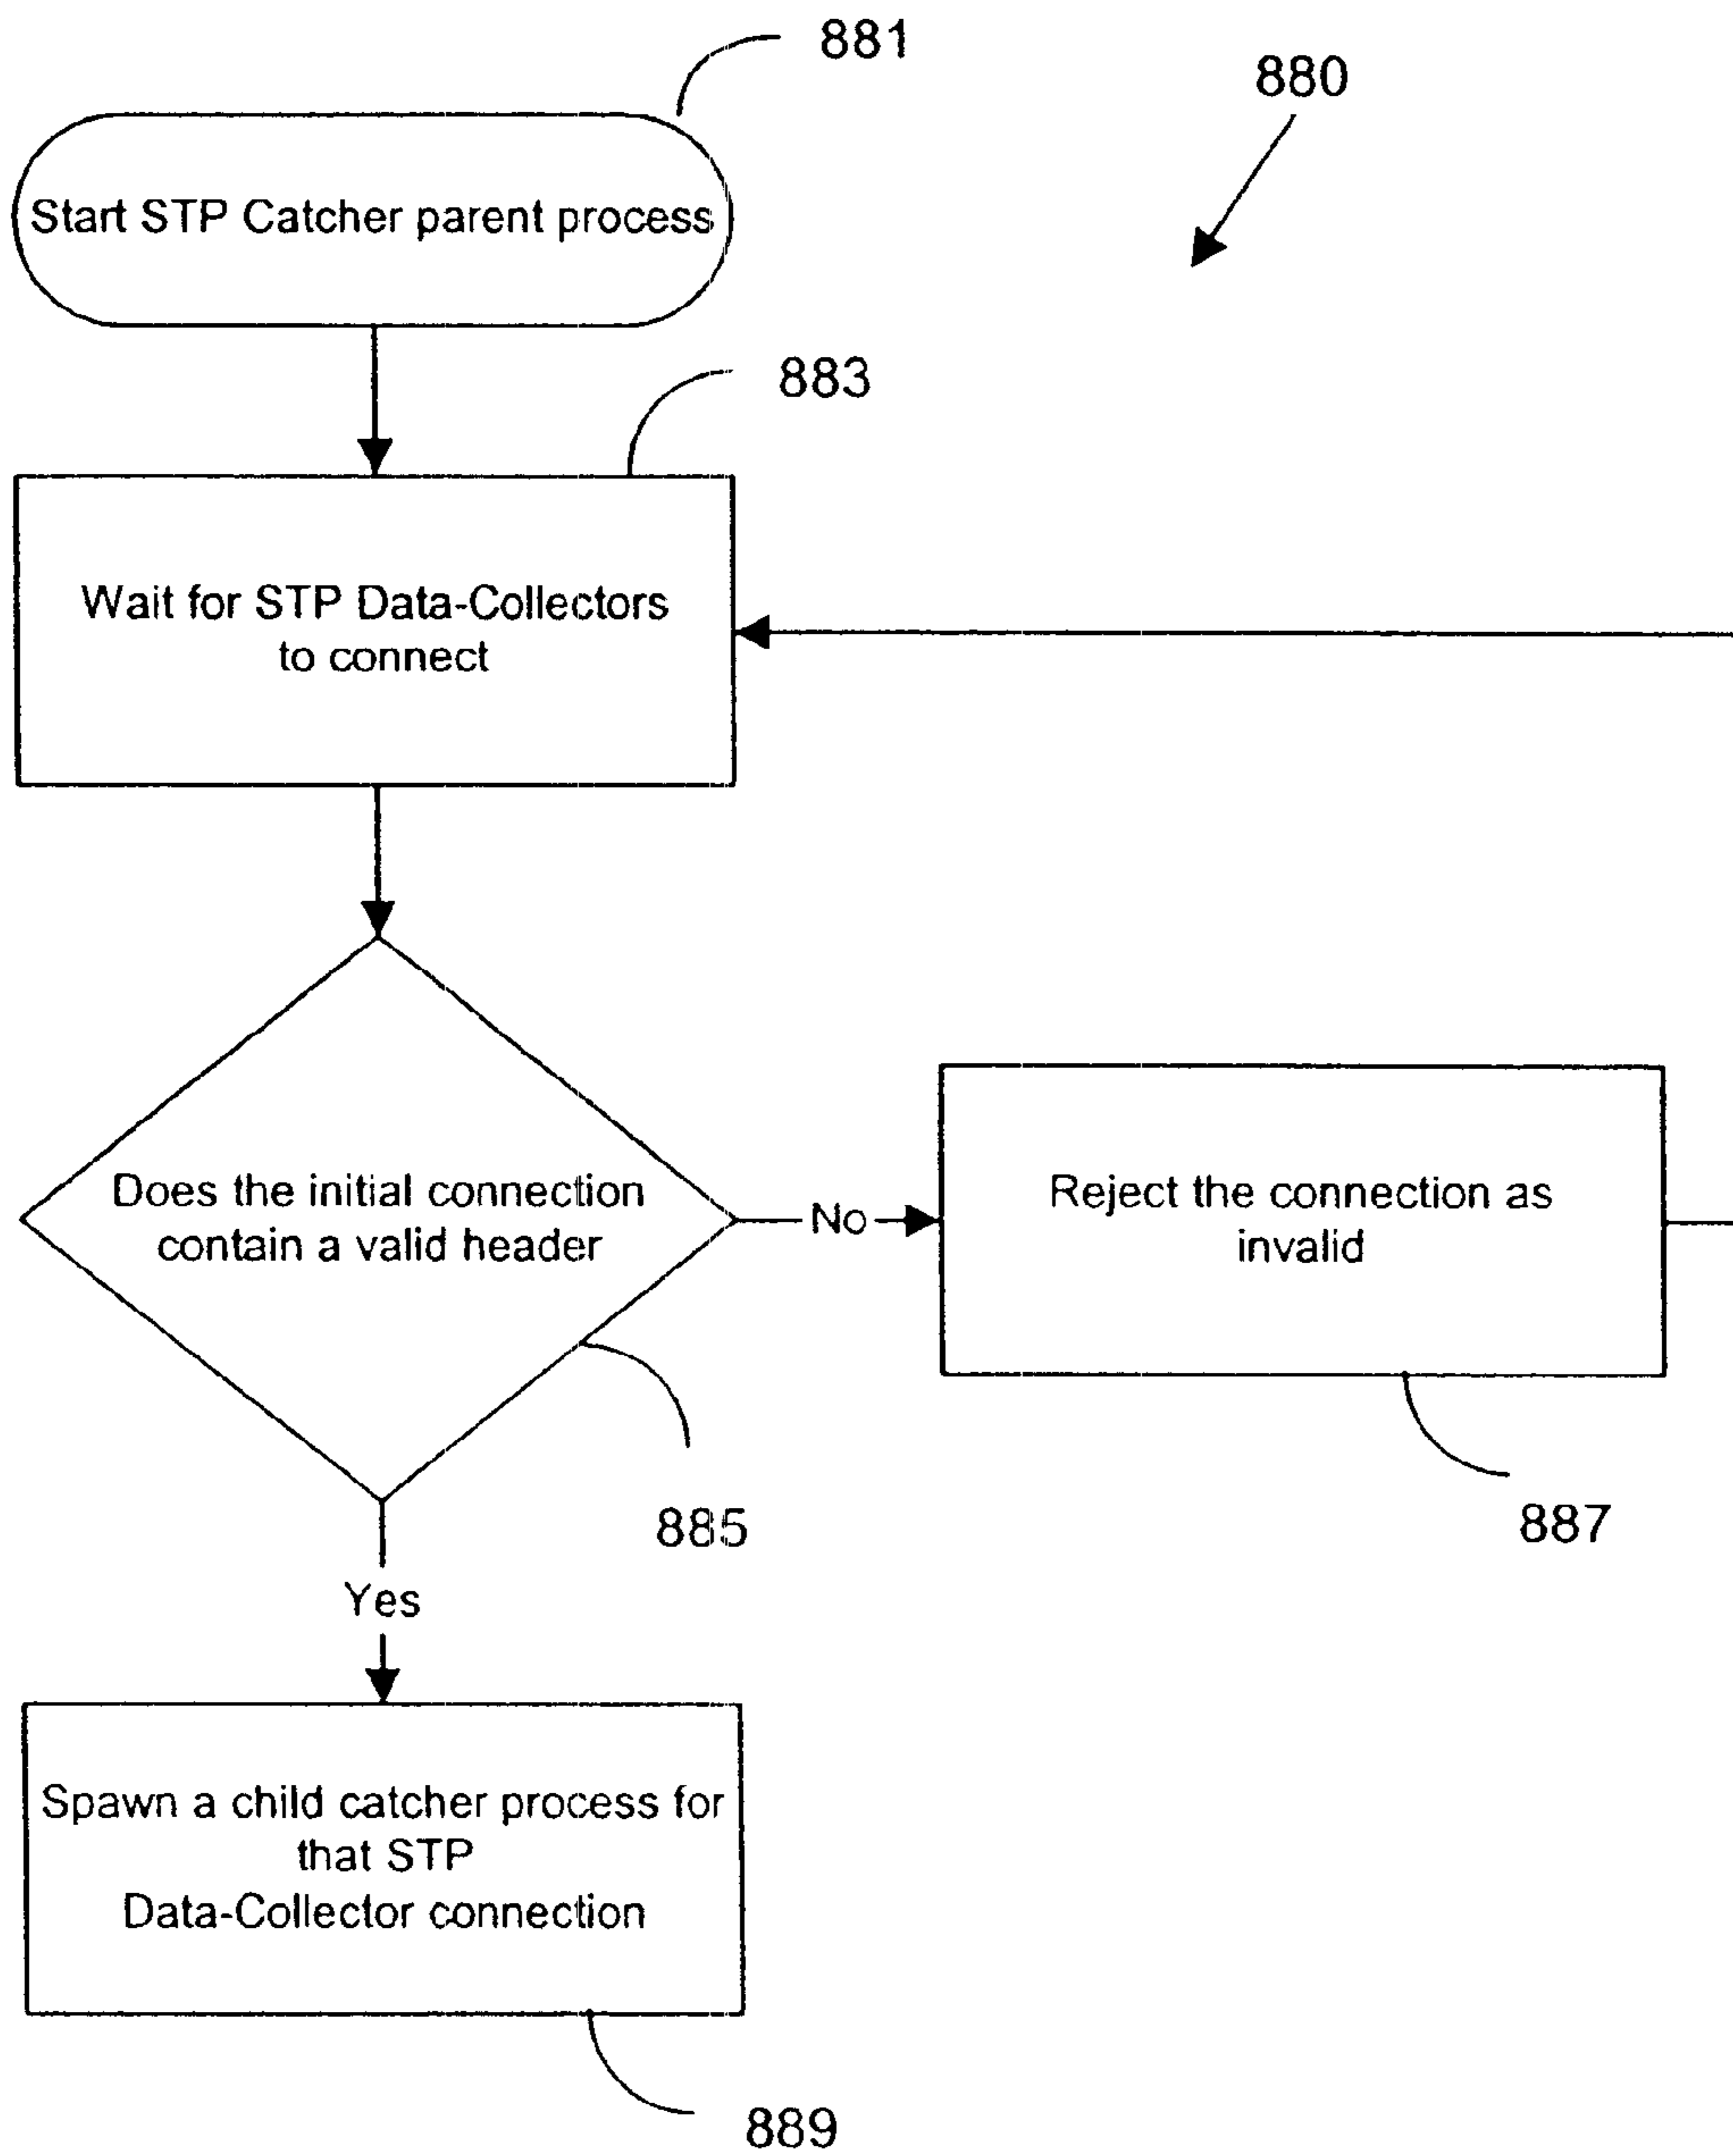 881
880
Start STP Catcher parent process
883
Wait for STP Data-Collectors
to connect
Does the initial connection
contain a valid header
No
Reject the connection as
invalid
885
887
Yes
Spawn a child catcher process for
that STP
Data-Collector connection
889